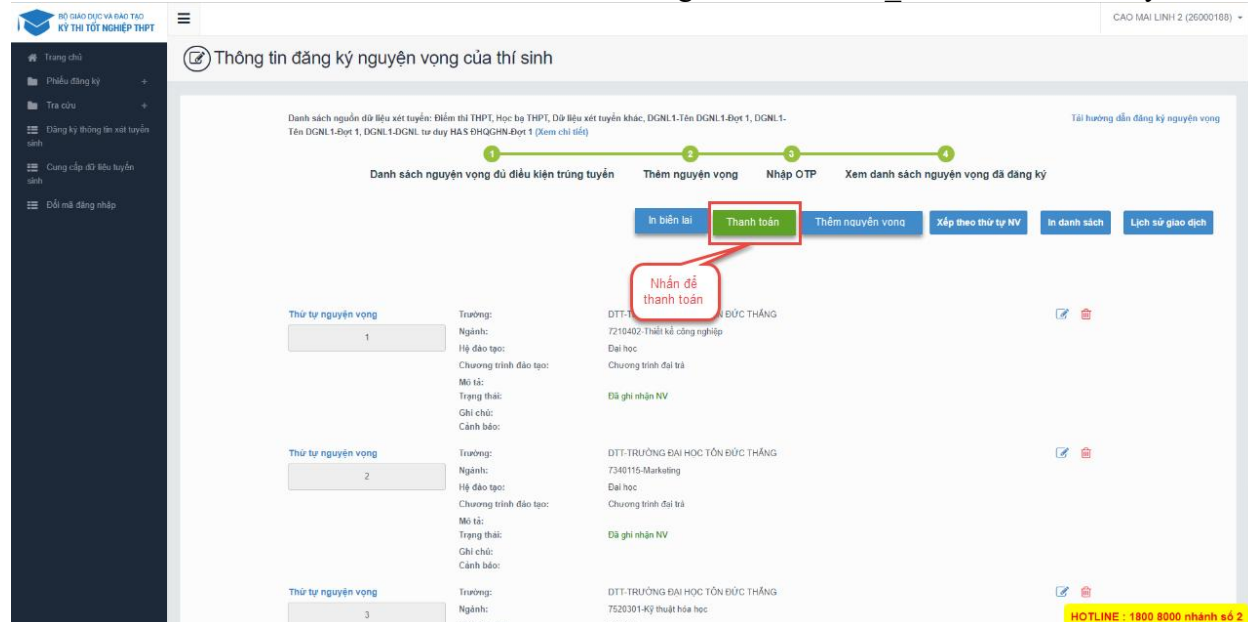 BỘ GIÁO DỤC VÀ ĐÀO TẠO
KỲ THI TỐT NGHIỆP THPT
CAO MAI LINH 2 (26000188)
Trang chủ
Phiếu đăng ký +
Tra cứu +
Đăng ký thông tin xét tuyển
sinh
Cung cấp dữ liệu tuyển
sinh
Đổi mã đăng nhập
Thông tin đăng ký nguyện vọng của thí sinh
Danh sách nguồn dữ liệu xét tuyển: Điểm thi THPT, Học bạ THPT, Dữ liệu xét tuyển khác, DGNL1-Tên DGNL1-Đợt 1, DGNL1-
Tên DGNL1-Đợt 1, DGNL1-DGNL tư duy HAS ĐHQGHN-Đợt 1 (Xem chi tiết)
Tải hướng dẫn đăng ký nguyện vọng
1 2 3 4
Danh sách nguyện vọng đủ điều kiện trúng tuyển Thêm nguyện vọng Nhập OTP Xem danh sách nguyện vọng đã đăng ký
In biên lai Thanh toán Thêm nguyện vọng Xếp theo thứ tự NV In danh sách Lịch sử giao dịch
Nhấn để
thanh toán
Thứ tự nguyện vọng
1
Trường: ĐỨC THẮNG
Ngành: 7210402-Thiết kế công nghiệp
Hệ đào tạo: Đại học
Chương trình đào tạo: Chương trình đại trà
Mô tả:
Trạng thái: Đã ghi nhận NV
Ghi chú:
Cảnh báo:
Thứ tự nguyện vọng
2
Trường: DTT-TRƯỜNG ĐẠI HỌC TÔN ĐỨC THẮNG
Ngành: 7340115-Marketing
Hệ đào tạo: Đại học
Chương trình đào tạo: Chương trình đại trà
Mô tả:
Trạng thái: Đã ghi nhận NV
Ghi chú:
Cảnh báo:
Thứ tự nguyện vọng
3
Trường: DTT-TRƯỜNG ĐẠI HỌC TÔN ĐỨC THẮNG
Ngành: 7520301-Kỹ thuật hóa học
HOTLINE : 1800 8000 nhánh số 2